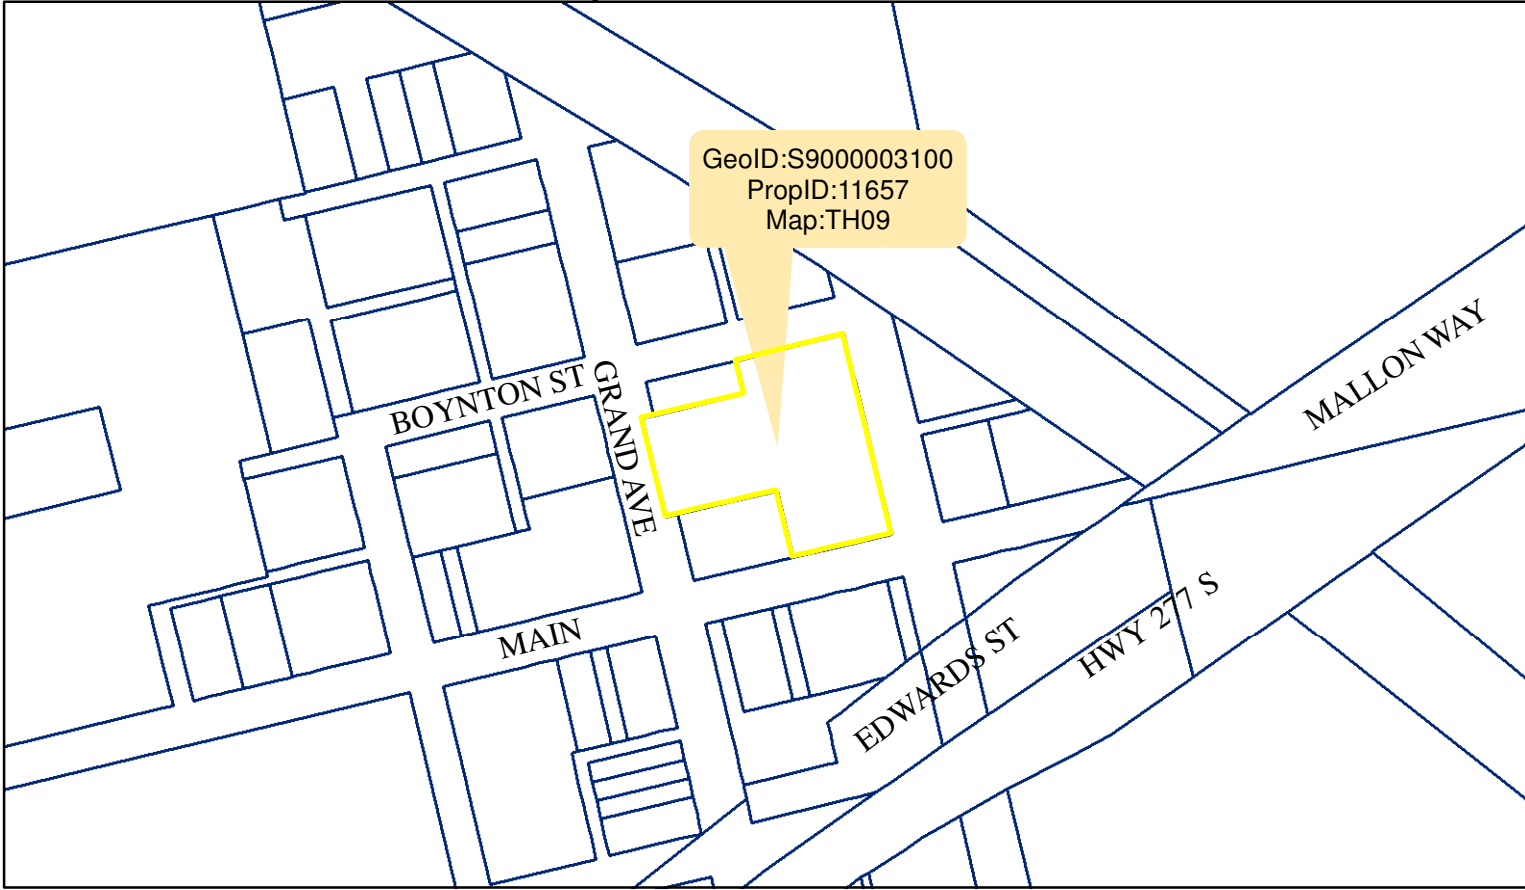 GeoID:S9000003100
PropID:11657
Map:TH09
MALLON WAY
BOYNTON ST
GRAND AVE
HWY 277 S
MAIN
EDWARDS ST